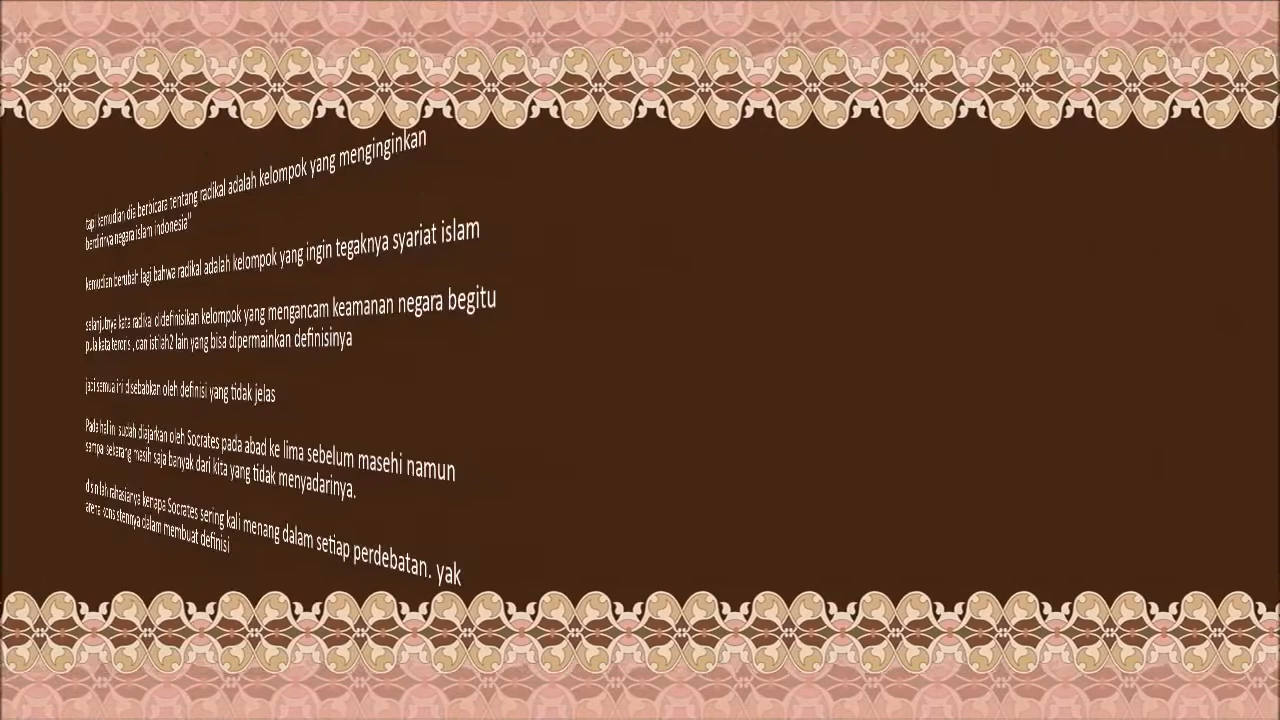 tapi kemudian dia berbicara tentang radikal adalah kelompok yang menginginkan
berdirinya negara islam indonesia"
kemudian berubah lagi bahwa radikal adalah kelompok yang ingin tegaknya syariat islam
selanjutnya kata radikal didefinisikan kelompok yang mengancam keamanan negara begitu
pula kata teroris , dan istilah2 lain yang bisa dipermainkan definisinya
jadi semua ini disebabkan oleh definisi yang tidak jelas
Pada hal ini sudah diajarkan oleh Socrates pada abad ke lima sebelum masehi namun
sampai sekarang masih saja banyak dari kita yang tidak menyadarinya.
disinilah rahasianya kenapa Socrates sering kali menang dalam setiap perdebatan. yak
arena konsistennya dalam membuat definisi